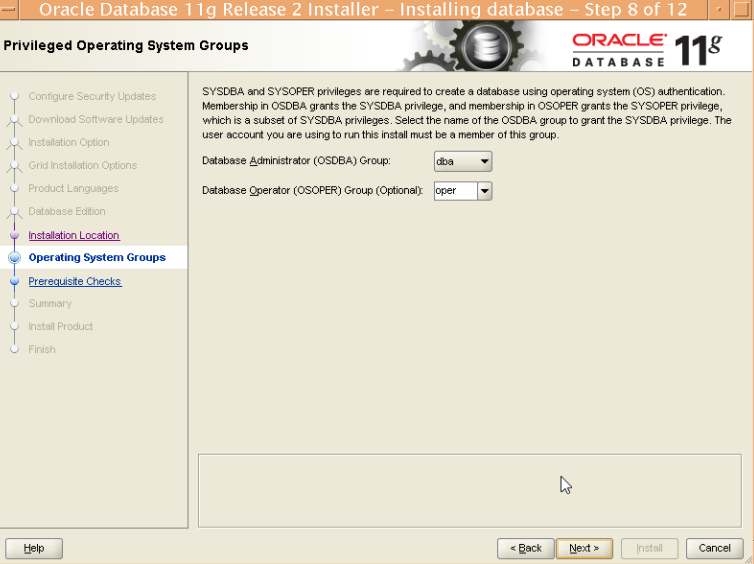 Oracle Database 11g Release 2 Installer – Installing database – Step 8 of 12
Privileged Operating System Groups
ORACLE
DATABASE
11g
Configure Security Updates
Download Software Updates
Installation Option
Grid Installation Options
Product Languages
Database Edition
Installation Location
Operating System Groups
Prerequisite Checks
Summary
Install Product
Finish
SYSDBA and SYSOPER privileges are required to create a database using operating system (OS) authentication.
Membership in OSDBA grants the SYSDBA privilege, and membership in OSOPER grants the SYSOPER privilege,
which is a subset of SYSDBA privileges. Select the name of the OSDBA group to grant the SYSDBA privilege. The
user account you are using to run this install must be a member of this group.
Database Administrator (OSDBA) Group: dba
Database Operator (OSOPER) Group (Optional): oper
Help
< Back
Next >
Install
Cancel